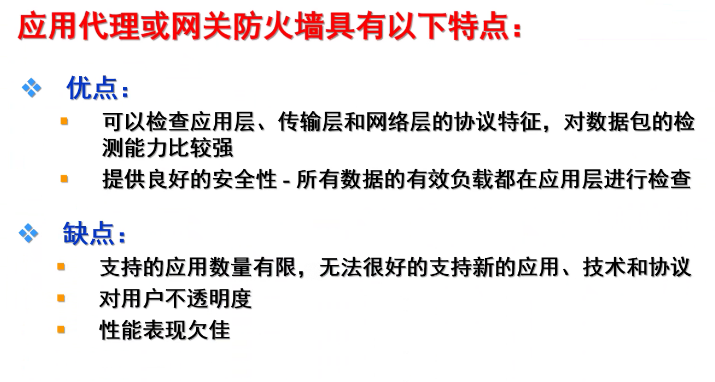 应用代理或网关防火墙具有以下特点：
优点：
可以检查应用层、传输层和网络层的协议特征，对数据包的检
测能力比较强
提供良好的安全性 - 所有数据的有效负载都在应用层进行检查
缺点：
支持的应用数量有限，无法很好的支持新的应用、技术和协议
对用户不透明度
性能表现欠佳